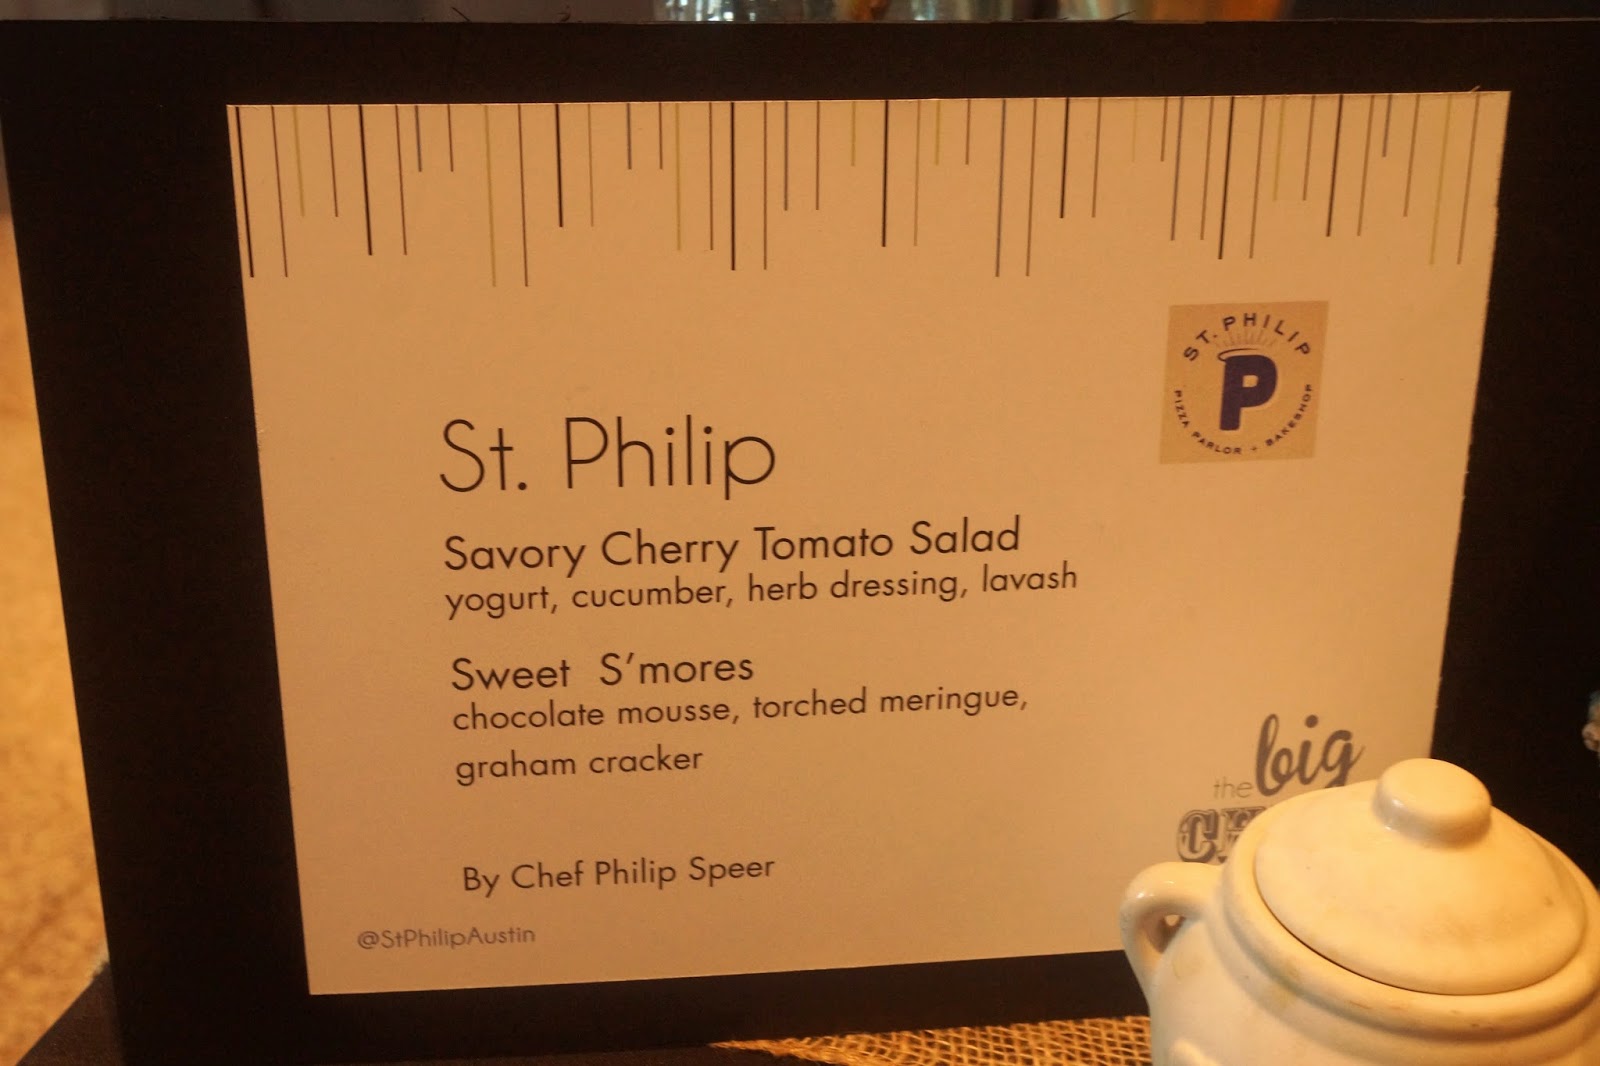 ST. PHILIP
P
PIZZA PARLOR + BAKESHOP
St. Philip
Savory Cherry Tomato Salad
yogurt, cucumber, herb dressing, lavash
Sweet S'mores
chocolate mousse, torched meringue,
graham cracker
the big
By Chef Philip Speer
@StPhilipAustin